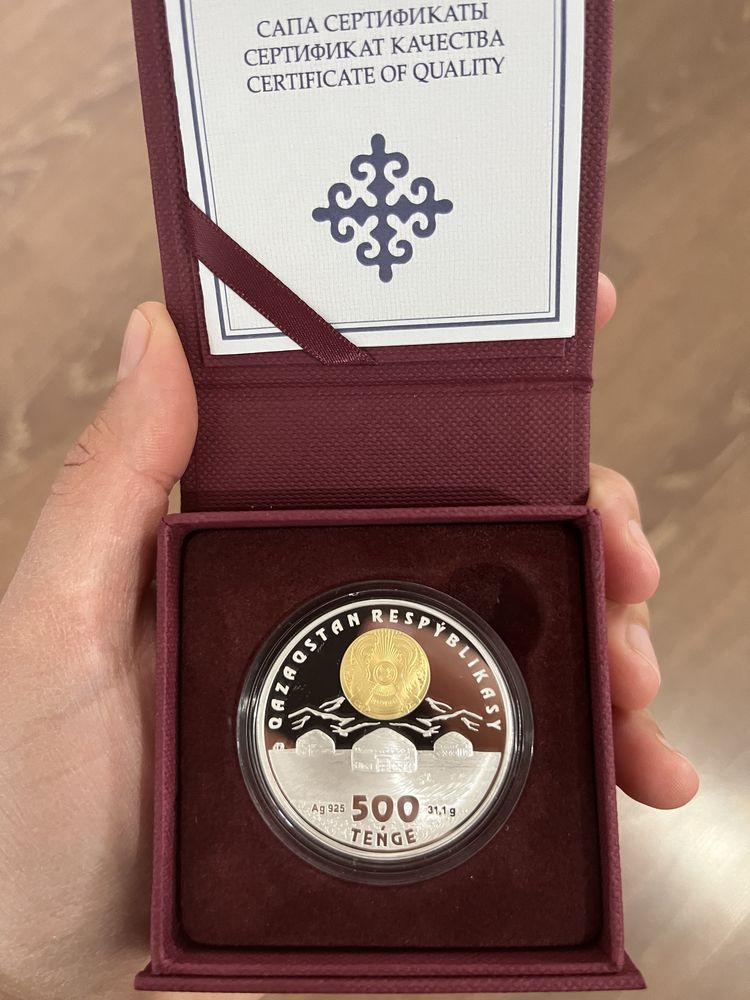 САПА СЕРТИФИКАТЫ
СЕРТИФИКАТ КАЧЕСТВА
CERTIFICATE OF QUALITY
QAZAQSTAN RESPÝBLIKASY
Ag 925 500 31,1 g
TEŃGE